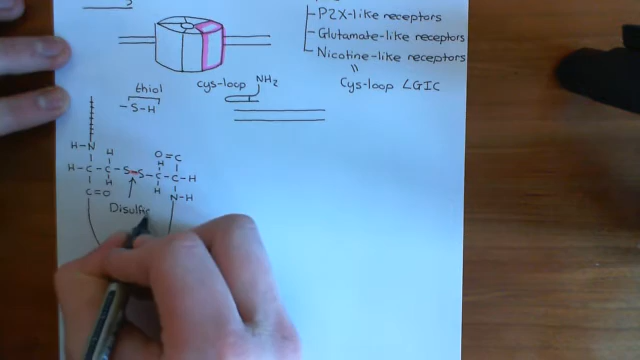 P2X-like receptors
Glutamate-like receptors
Nicotine-like receptors
Cys-loop LGIC
thiol
-S-H
cys-loop
NH2
H-N
H
H-C-C-S-S-C-C-H
H
C=O
O=C
H
H
N-H
Disulfi